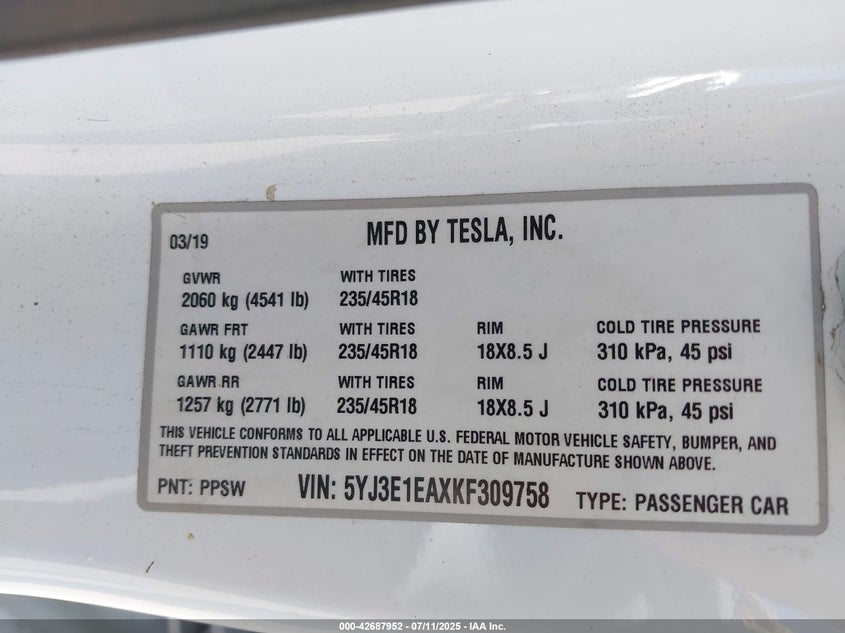 03/19 MFD BY TESLA, INC.
GVWR WITH TIRES
2060 kg (4541 lb) 235/45R18
GAWR FRT WITH TIRES RIM COLD TIRE PRESSURE
1110 kg (2447 lb) 235/45R18 18X8.5 J 310 kPa, 45 psi
GAWR RR WITH TIRES RIM COLD TIRE PRESSURE
1257 kg (2771 lb) 235/45R18 18X8.5 J 310 kPa, 45 psi
THIS VEHICLE CONFORMS TO ALL APPLICABLE U.S. FEDERAL MOTOR VEHICLE SAFETY, BUMPER, AND
THEFT PREVENTION STANDARDS IN EFFECT ON THE DATE OF MANUFACTURE SHOWN ABOVE.
PNT: PPSW VIN: 5YJ3E1EAXKF309758 TYPE: PASSENGER CAR
000-42687952 - 07/11/2025 - IAA Inc.